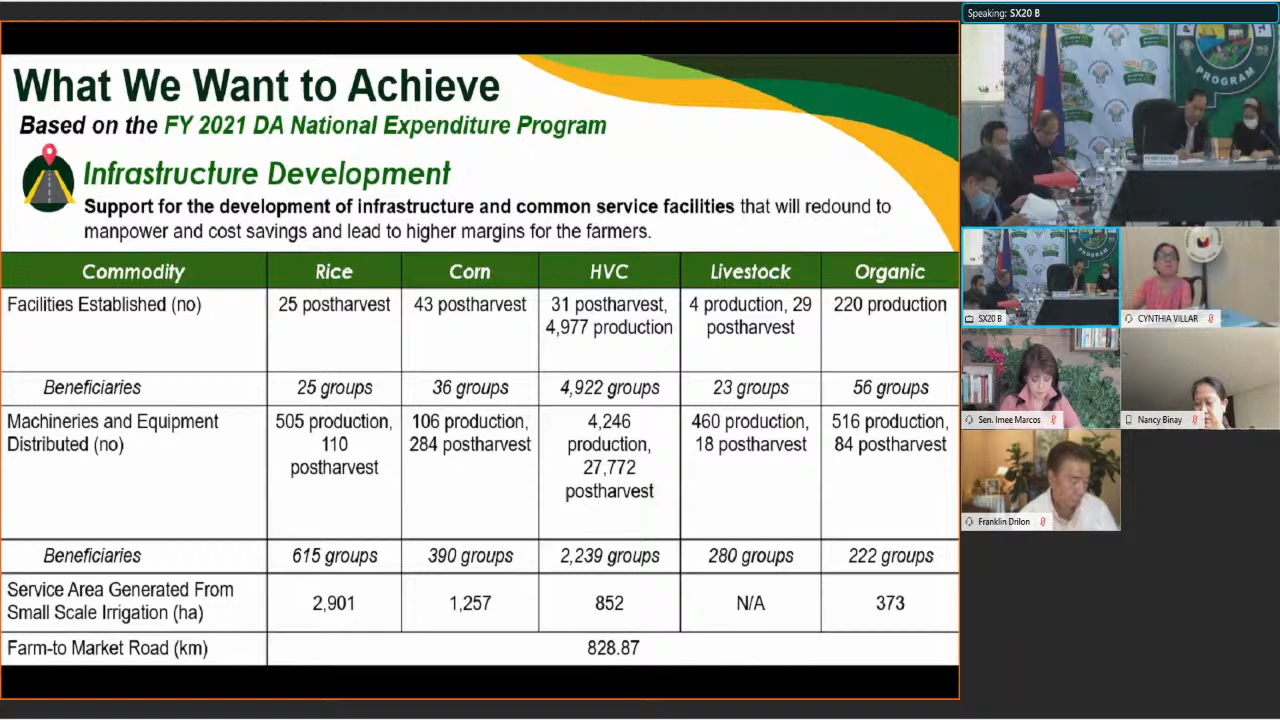 Speaking: SX20 B
What We Want to Achieve
Based on the FY 2021 DA National Expenditure Program
Infrastructure Development
Support for the development of infrastructure and common service facilities that will redound to
manpower and cost savings and lead to higher margins for the farmers.
Commodity Rice Corn HVC Livestock Organic
Facilities Established (no) 25 postharvest 43 postharvest 31 postharvest, 4 production, 29 220 production
4,977 production postharvest
Beneficiaries 25 groups 36 groups 4,922 groups 23 groups 56 groups
Machineries and Equipment 505 production, 106 production, 4,246 460 production, 516 production,
Distributed (no) 110 284 postharvest production, 18 postharvest 84 postharvest
postharvest 27,772
postharvest
Beneficiaries 615 groups 390 groups 2,239 groups 280 groups 222 groups
Service Area Generated From
Small Scale Irrigation (ha) 2,901 1,257 852 N/A 373
Farm-to Market Road (km) 828.87
PROGRAM
SX20 B
CYNTHIA VILLAR
Sen. Imee Marcos
Nancy Binay
Franklin Drilon